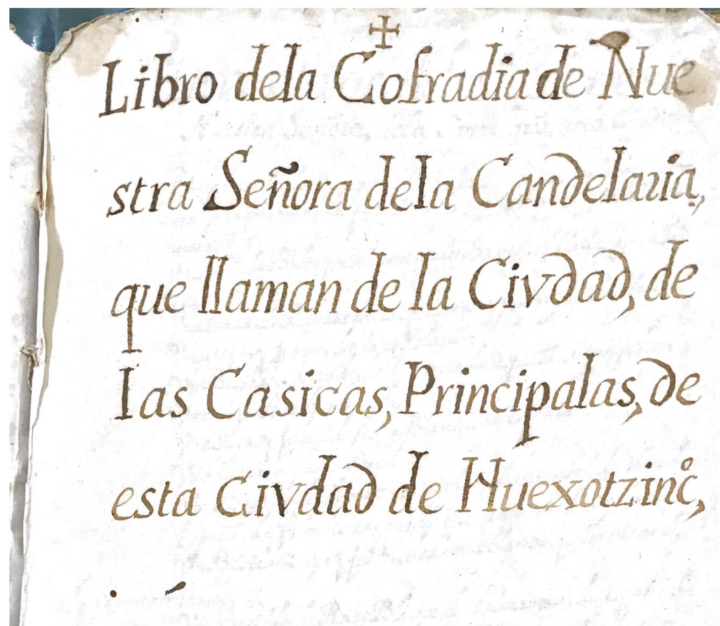 Libro dela Cofradia de Nue
stra Señora dela Candelaria,
que llaman de la Civdad, de
las Casicas, Principalas, de
esta Civdad de Huexotzinc̊,